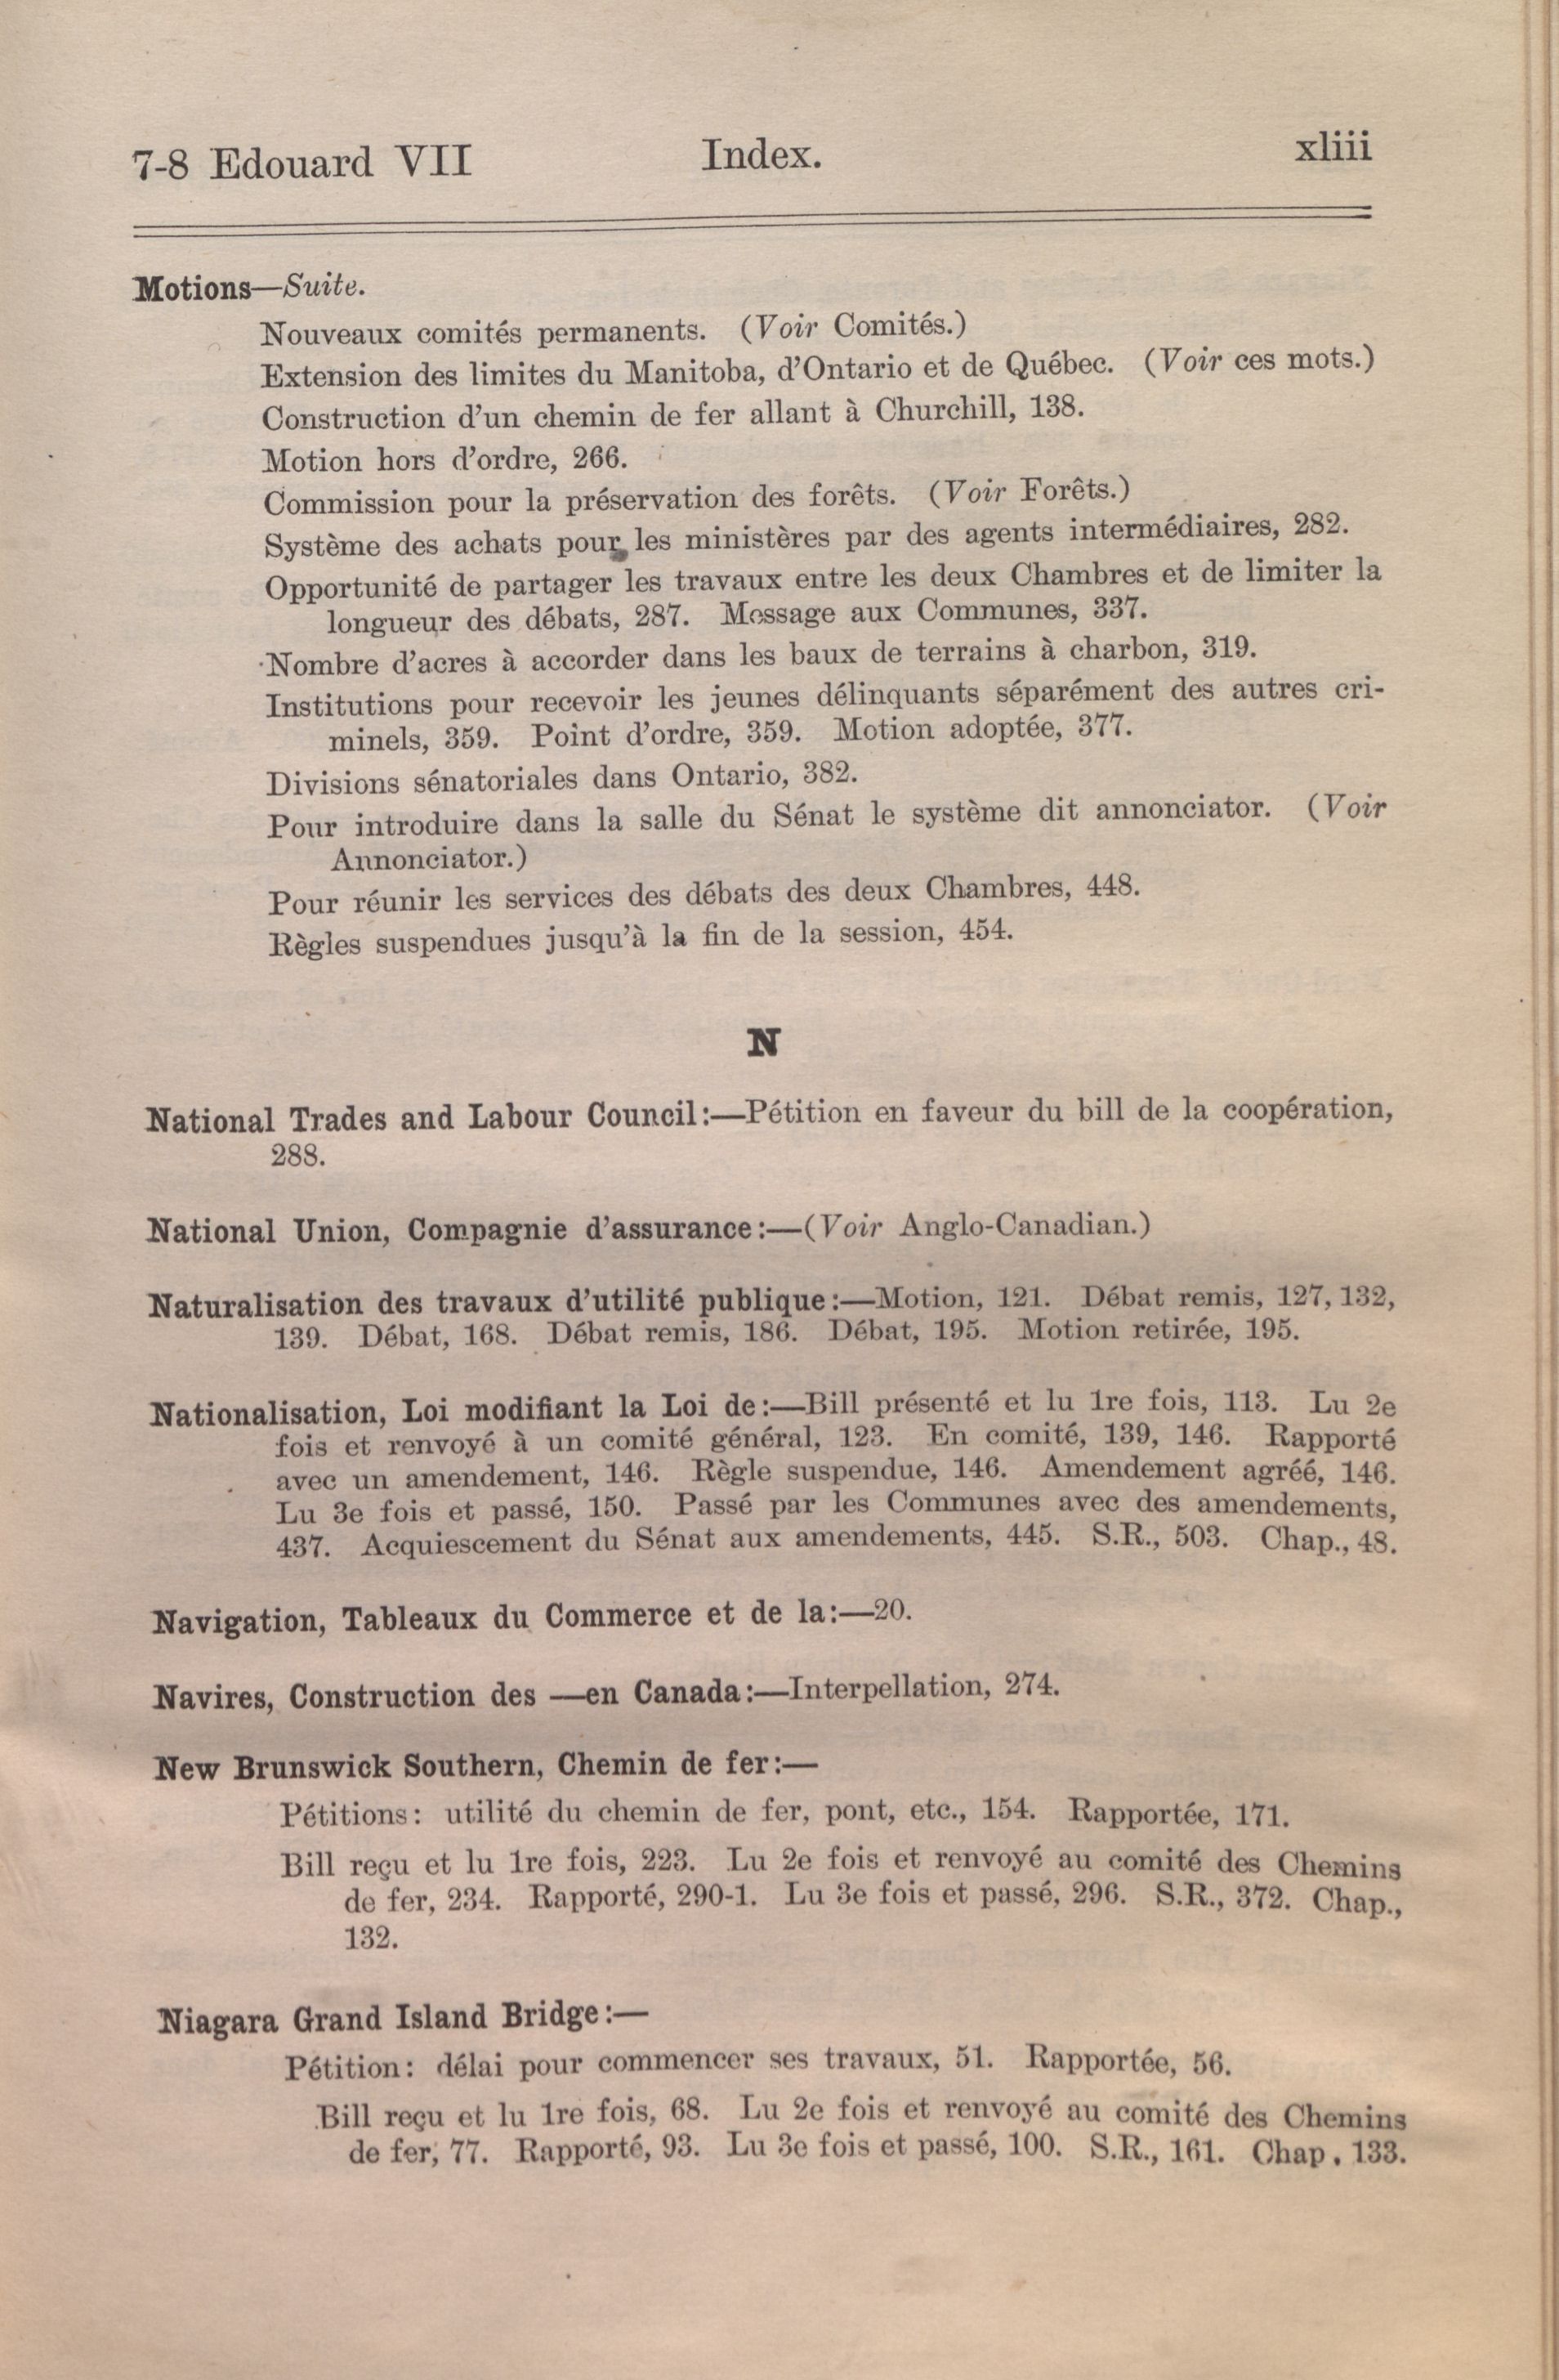 7-8 Edouard VII Index. xliii
Motions—Suite.
Nouveaux comités permanents. (Voir Comités.)
Extension des limites du Manitoba, d'Ontario et de Québec. (Voir ces mots.)
Construction d'un chemin de fer allant à Churchill, 138.
Motion hors d'ordre, 266.
Commission pour la préservation des forêts. (Voir Forêts.)
Système des achats pour les ministères par des agents intermédiaires, 282.
Opportunité de partager les travaux entre les deux Chambres et de limiter la
longueur des débats, 287. Message aux Communes, 337.
Nombre d'acres à accorder dans les baux de terrains à charbon, 319.
Institutions pour recevoir les jeunes délinquants séparément des autres cri-
minels, 359. Point d'ordre, 359. Motion adoptée, 377.
Divisions sénatoriales dans Ontario, 382.
Pour introduire dans la salle du Sénat le système dit annonciator. (Voir
Annonciator.)
Pour réunir les services des débats des deux Chambres, 448.
Règles suspendues jusqu'à la fin de la session, 454.
N
National Trades and Labour Council:—Pétition en faveur du bill de la coopération,
288.
National Union, Compagnie d'assurance:—(Voir Anglo-Canadian.)
Naturalisation des travaux d'utilité publique:—Motion, 121. Débat remis, 127, 132,
139. Débat, 168. Débat remis, 186. Débat, 195. Motion retirée, 195.
Nationalisation, Loi modifiant la Loi de:—Bill présenté et lu 1re fois, 113. Lu 2e
fois et renvoyé à un comité général, 123. En comité, 139, 146. Rapporté
avec un amendement, 146. Règle suspendue, 146. Amendement agréé, 146.
Lu 3e fois et passé, 150. Passé par les Communes avec des amendements,
437. Acquiescement du Sénat aux amendements, 445. S.R., 503. Chap., 48.
Navigation, Tableaux du Commerce et de la:—20.
Navires, Construction des —en Canada:—Interpellation, 274.
New Brunswick Southern, Chemin de fer:—
Pétitions: utilité du chemin de fer, pont, etc., 154. Rapportée, 171.
Bill reçu et lu 1re fois, 223. Lu 2e fois et renvoyé au comité des Chemins
de fer, 234. Rapporté, 290-1. Lu 3e fois et passé, 296. S.R., 372. Chap.,
132.
Niagara Grand Island Bridge:—
Pétition: délai pour commencer ses travaux, 51. Rapportée, 56.
Bill reçu et lu 1re fois, 68. Lu 2e fois et renvoyé au comité des Chemins
de fer, 77. Rapporté, 93. Lu 3e fois et passé, 100. S.R., 161. Chap. 133.